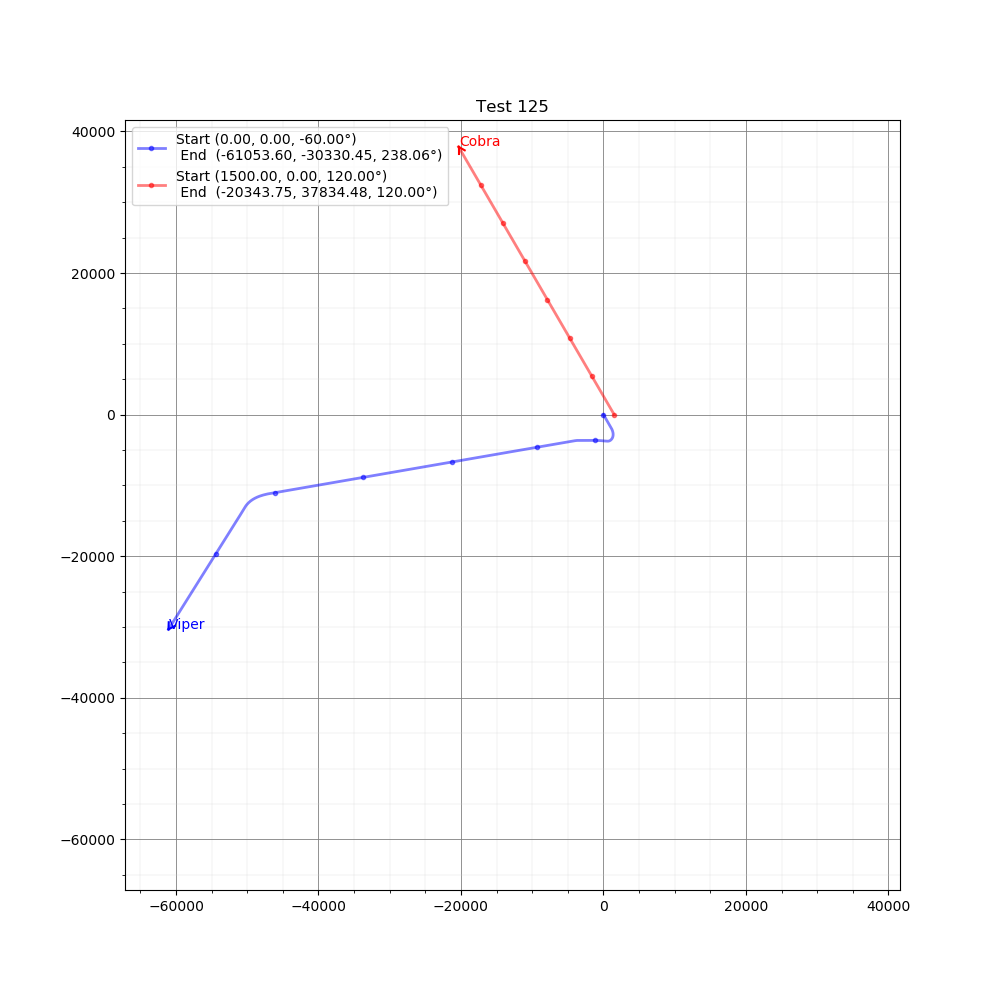 Test 125
Start (0.00, 0.00, -60.00°)
End  (-61053.60, -30330.45, 238.06°)
Start (1500.00, 0.00, 120.00°)
End  (-20343.75, 37834.48, 120.00°)
Cobra
Viper
40000
20000
0
−20000
−40000
−60000
−60000
−40000
−20000
0
20000
40000